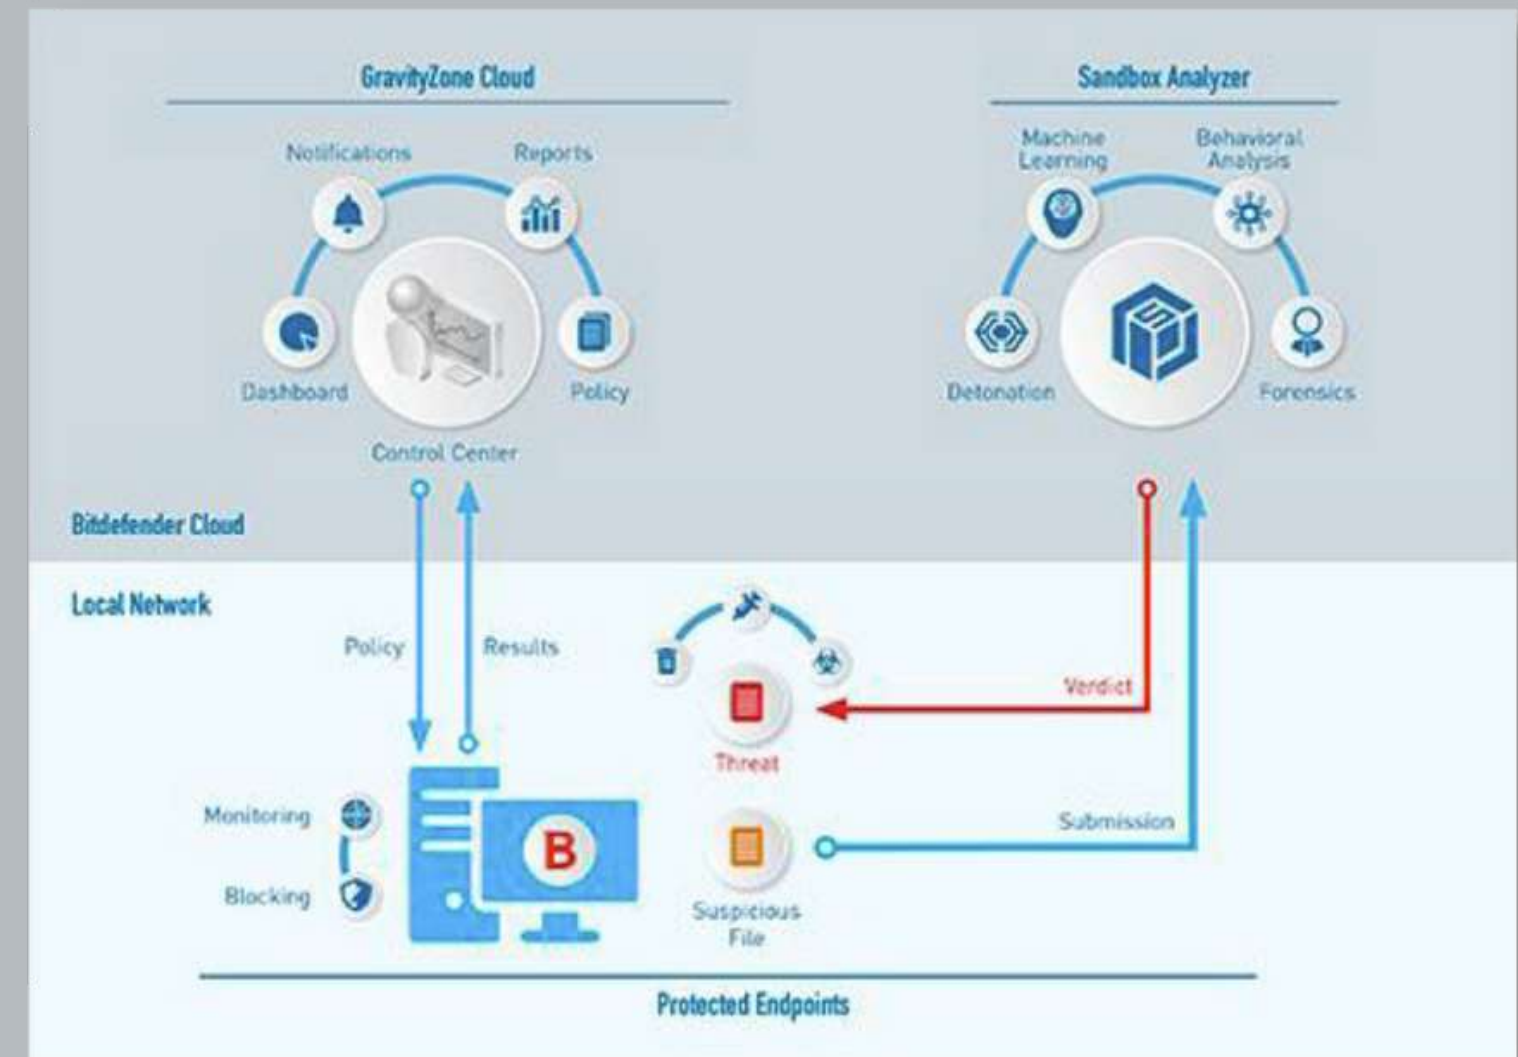 GravityZone Cloud
Sandbox Analyzer
Notifications
Reports
Machine
Learning
Behavioral
Analysis
Dashboard
Policy
Detonation
Forensics
Control Center
Bitdefender Cloud
Local Network
Policy
Results
Verdict
Threat
Monitoring
B
Submission
Blocking
Suspicious
File
Protected Endpoints